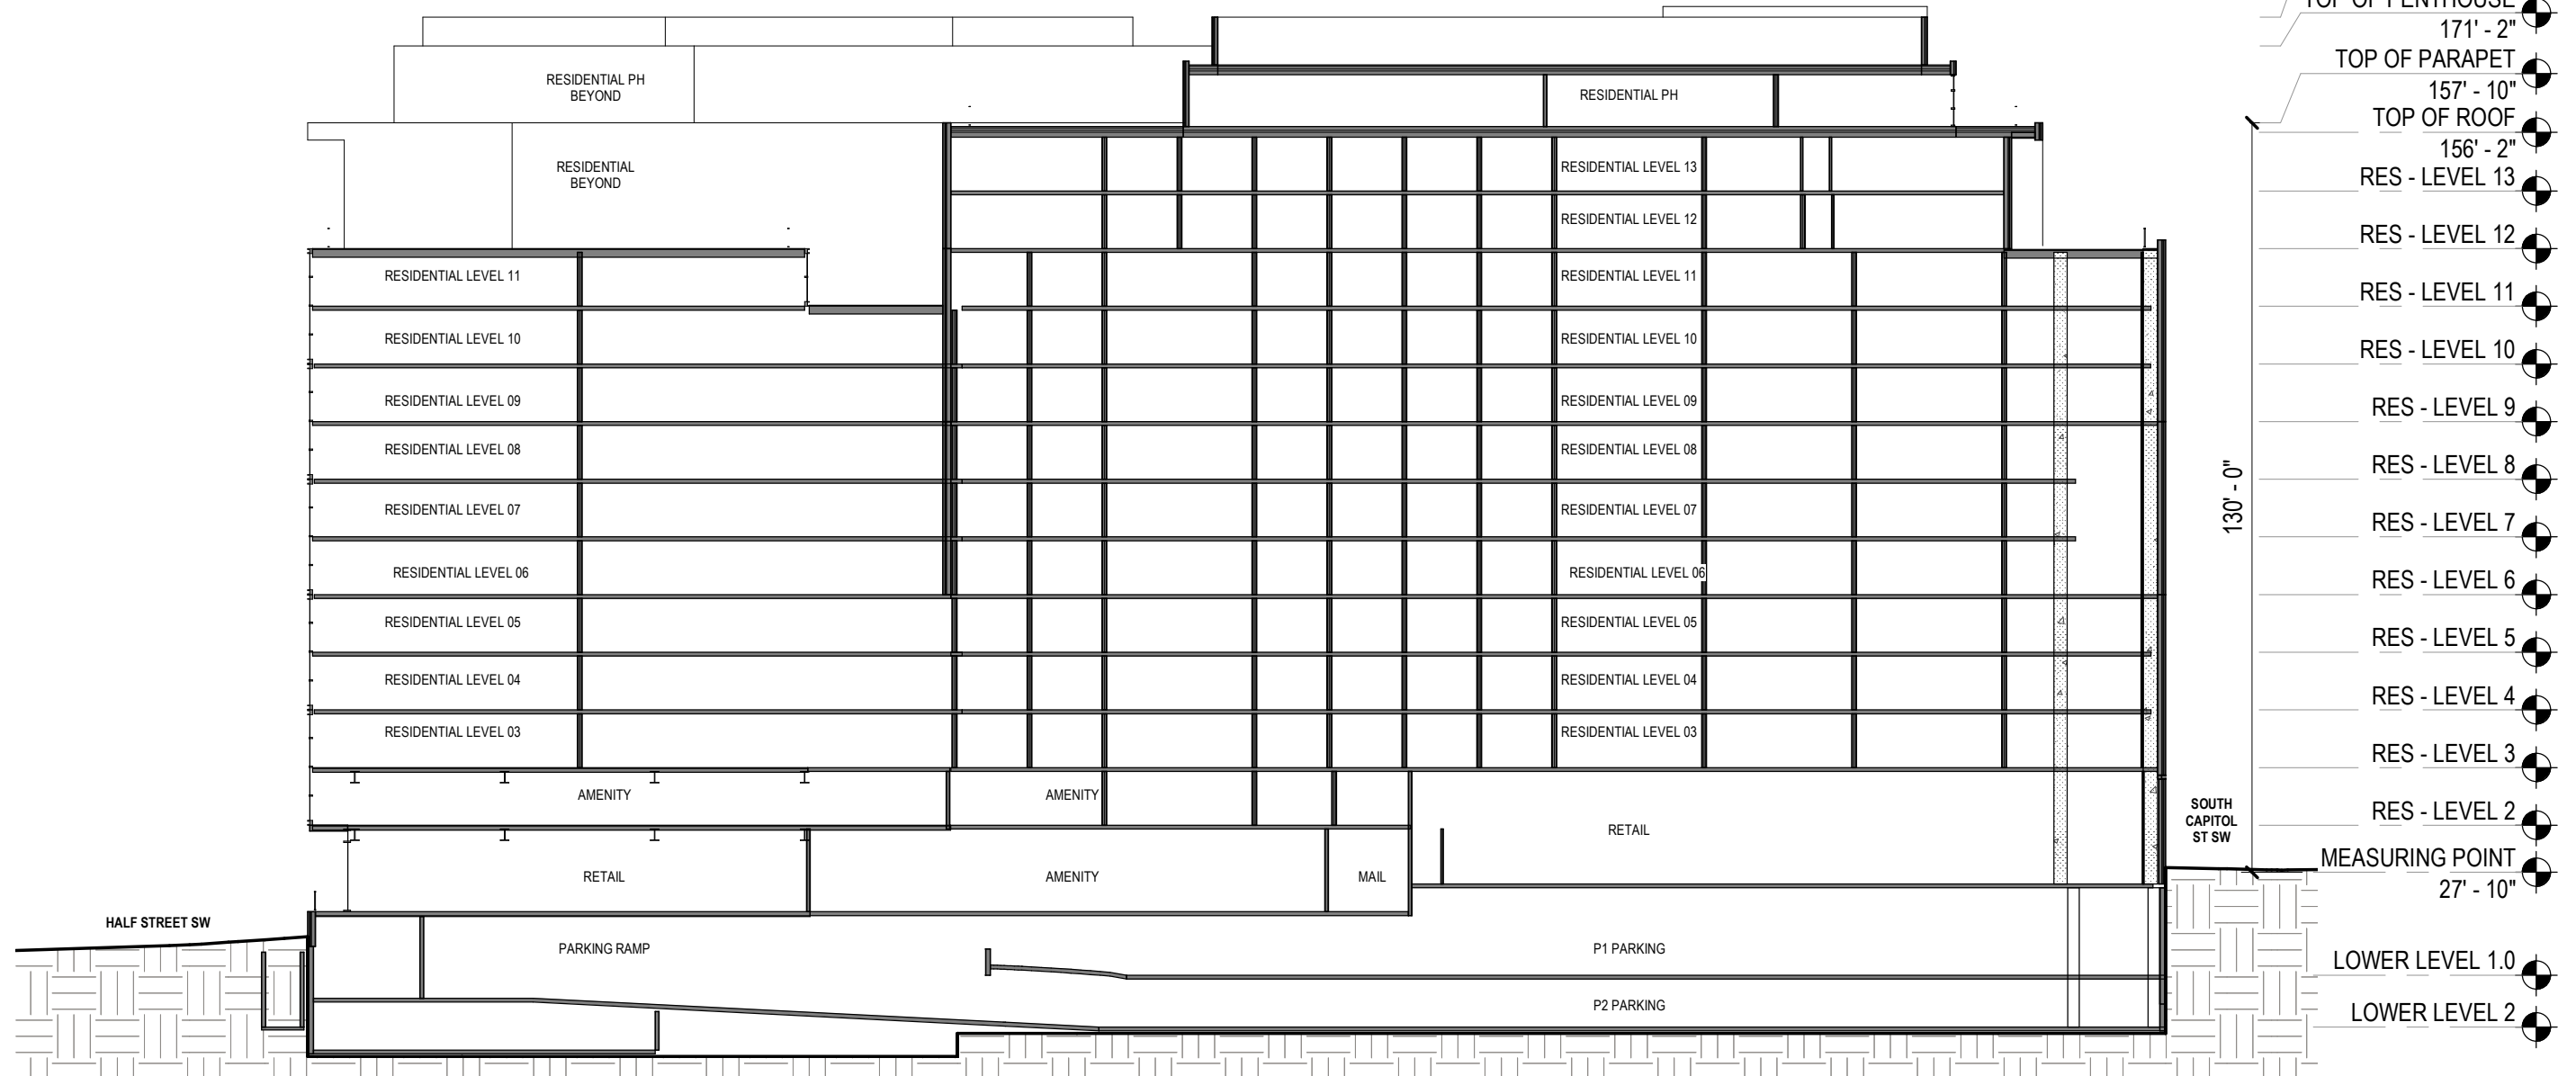 TOP OF PENTHOUSE
171' - 2"
TOP OF PARAPET
157' - 10"
TOP OF ROOF
156' - 2"
RES - LEVEL 13
RES - LEVEL 12
RES - LEVEL 11
RES - LEVEL 10
RES - LEVEL 9
RES - LEVEL 8
RES - LEVEL 7
RES - LEVEL 6
RES - LEVEL 5
RES - LEVEL 4
RES - LEVEL 3
RES - LEVEL 2
MEASURING POINT
27' - 10"
LOWER LEVEL 1.0
LOWER LEVEL 2
130' - 0"
RESIDENTIAL PH
BEYOND
RESIDENTIAL PH
RESIDENTIAL
BEYOND
RESIDENTIAL LEVEL 13
RESIDENTIAL LEVEL 12
RESIDENTIAL LEVEL 11
RESIDENTIAL LEVEL 11
RESIDENTIAL LEVEL 10
RESIDENTIAL LEVEL 10
RESIDENTIAL LEVEL 09
RESIDENTIAL LEVEL 09
RESIDENTIAL LEVEL 08
RESIDENTIAL LEVEL 08
RESIDENTIAL LEVEL 07
RESIDENTIAL LEVEL 07
RESIDENTIAL LEVEL 06
RESIDENTIAL LEVEL 06
RESIDENTIAL LEVEL 05
RESIDENTIAL LEVEL 05
RESIDENTIAL LEVEL 04
RESIDENTIAL LEVEL 04
RESIDENTIAL LEVEL 03
RESIDENTIAL LEVEL 03
AMENITY
AMENITY
RETAIL
SOUTH
CAPITOL
ST SW
RETAIL
AMENITY
MAIL
HALF STREET SW
PARKING RAMP
P1 PARKING
P2 PARKING